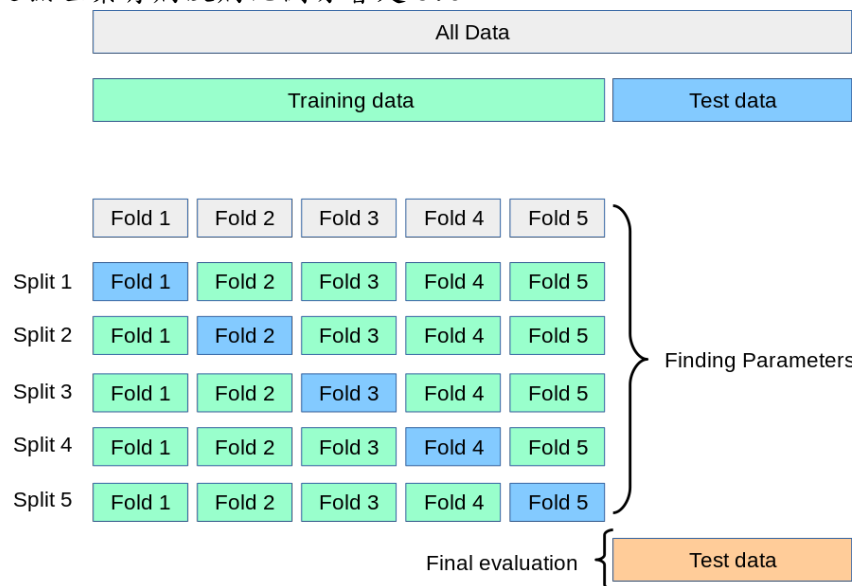 All Data
Training data Test data
Fold 1 Fold 2 Fold 3 Fold 4 Fold 5
Split 1 Fold 1 Fold 2 Fold 3 Fold 4 Fold 5
Split 2 Fold 1 Fold 2 Fold 3 Fold 4 Fold 5
Finding Parameters
Split 3 Fold 1 Fold 2 Fold 3 Fold 4 Fold 5
Split 4 Fold 1 Fold 2 Fold 3 Fold 4 Fold 5
Split 5 Fold 1 Fold 2 Fold 3 Fold 4 Fold 5
Final evaluation Test data